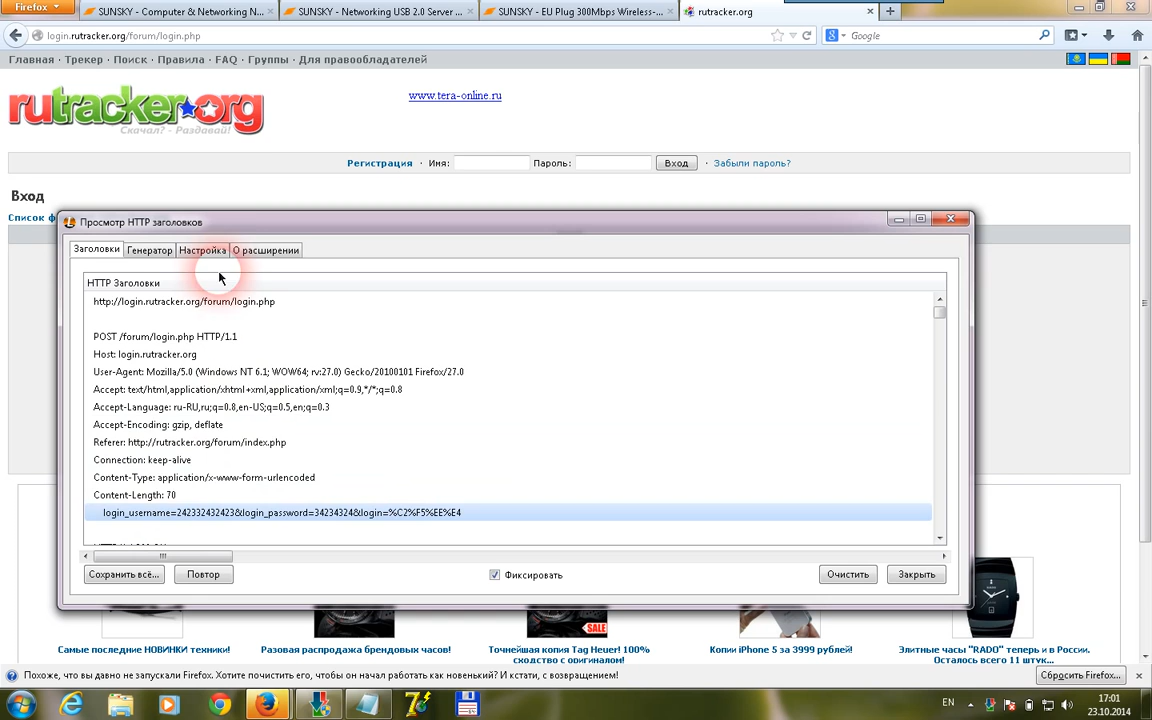 Firefox
SUNSKY - Computer & Networking N...
SUNSKY - Networking USB 2.0 Server ...
SUNSKY - EU Plug 300Mbps Wireless-...
rutracker.org
login.rutracker.org/forum/login.php
Google
Главная · Трекер · Поиск · Правила · FAQ · Группы · Для правообладателей
rutracker.org
Скачал? - Раздавай!
www.tera-online.ru
Регистрация · Имя: Пароль: Вход · Забыли пароль?
Вход
Список ф
Просмотр HTTP заголовков
Заголовки Генератор Настройка О расширении
HTTP Заголовки
http://login.rutracker.org/forum/login.php
POST /forum/login.php HTTP/1.1
Host: login.rutracker.org
User-Agent: Mozilla/5.0 (Windows NT 6.1; WOW64; rv:27.0) Gecko/20100101 Firefox/27.0
Accept: text/html,application/xhtml+xml,application/xml;q=0.9,*/*;q=0.8
Accept-Language: ru-RU,ru;q=0.8,en-US;q=0.5,en;q=0.3
Accept-Encoding: gzip, deflate
Referer: http://rutracker.org/forum/index.php
Connection: keep-alive
Content-Type: application/x-www-form-urlencoded
Content-Length: 70
login_username=242332432423&login_password=34234324&login=%C2%F5%EE%E4
Сохранить всё... Повтор Фиксировать Очистить Закрыть
SALE
Самые последние НОВИНКИ техники!
Разовая распродажа брендовых часов!
Точнейшая копия Tag Heuer! 100%
сходство с оригиналом!
Копии iPhone 5 за 3999 рублей!
Элитные часы "RADO" теперь и в России.
Осталось всего 11 штук...
Похоже, что вы давно не запускали Firefox. Хотите почистить его, чтобы он начал работать как новенький? И кстати, с возвращением!
Сбросить Firefox...
EN
17:01
23.10.2014